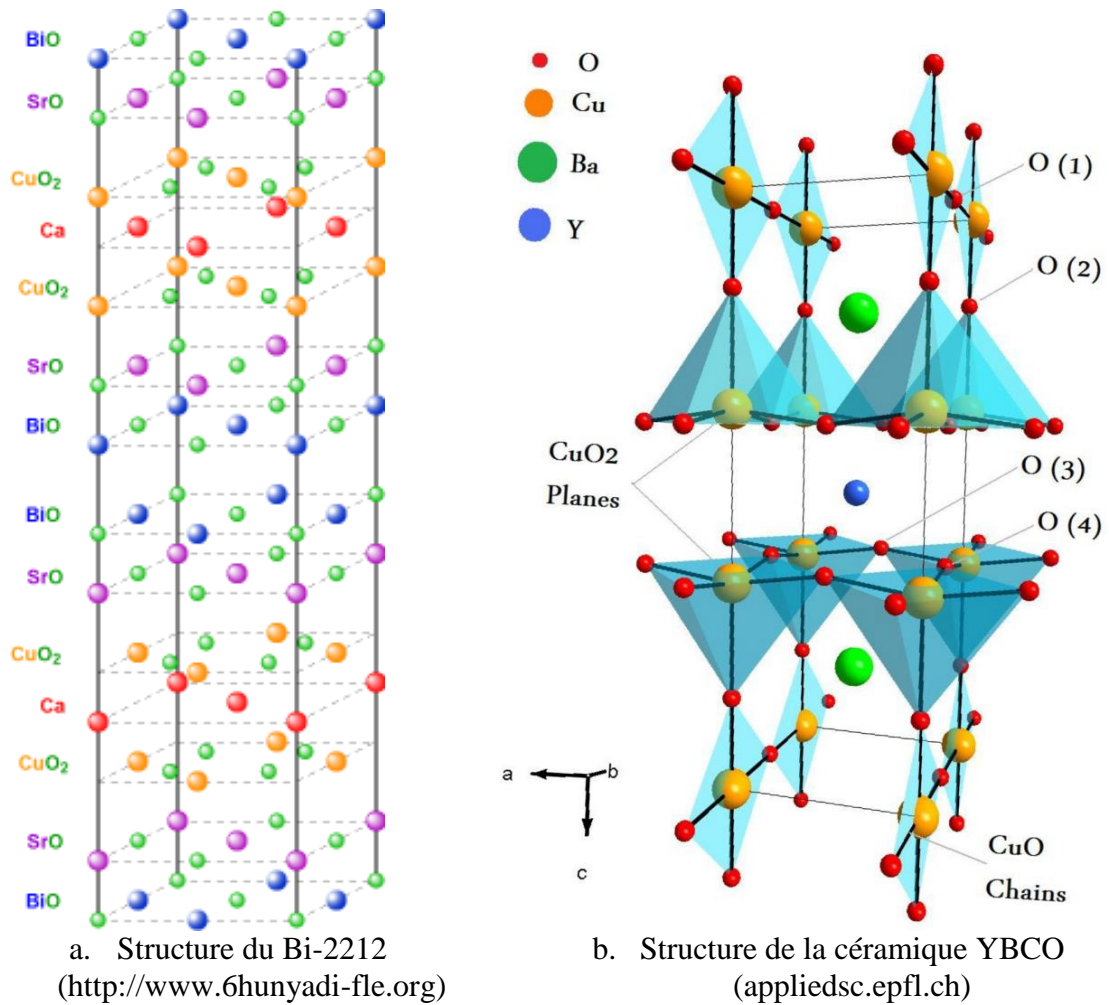 BiO
SrO
CuO₂
Ca
CuO₂
SrO
BiO
BiO
SrO
CuO₂
Ca
CuO₂
SrO
BiO
O
Cu
Ba
Y
O (1)
O (2)
CuO2
Planes
O (3)
O (4)
a
b
c
CuO
Chains
a. Structure du Bi-2212
(http://www.6hunyadi-fle.org)
b. Structure de la céramique YBCO
(appliedsc.epfl.ch)